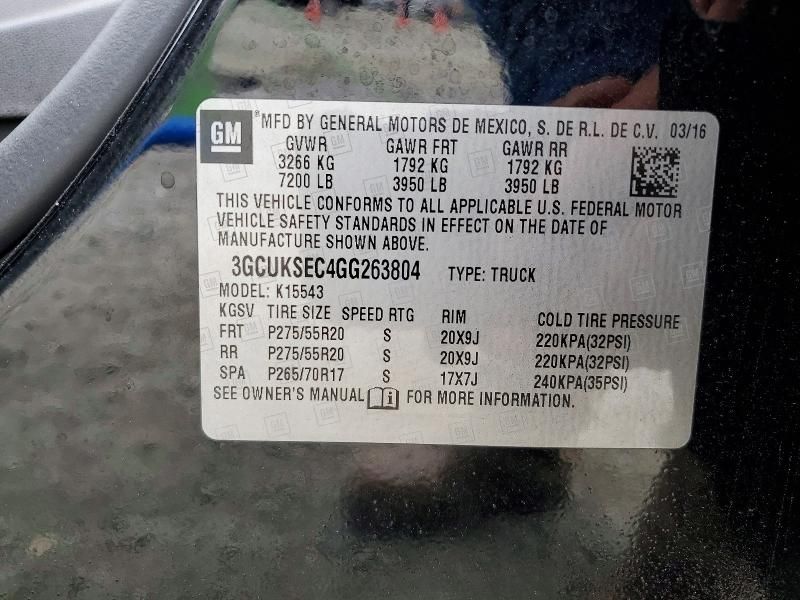 GM
® MFD BY GENERAL MOTORS DE MEXICO, S. DE R.L. DE C.V. 03/16
GVWR GAWR FRT GAWR RR
3266 KG 1792 KG 1792 KG
7200 LB 3950 LB 3950 LB
THIS VEHICLE CONFORMS TO ALL APPLICABLE U.S. FEDERAL MOTOR
VEHICLE SAFETY STANDARDS IN EFFECT ON THE DATE OF
MANUFACTURE SHOWN ABOVE.
3GCUKSEC4GG263804 TYPE: TRUCK
MODEL: K15543
KGSV TIRE SIZE SPEED RTG RIM COLD TIRE PRESSURE
FRT P275/55R20 S 20X9J 220KPA(32PSI)
RR P275/55R20 S 20X9J 220KPA(32PSI)
SPA P265/70R17 S 17X7J 240KPA(35PSI)
SEE OWNER'S MANUAL i FOR MORE INFORMATION.